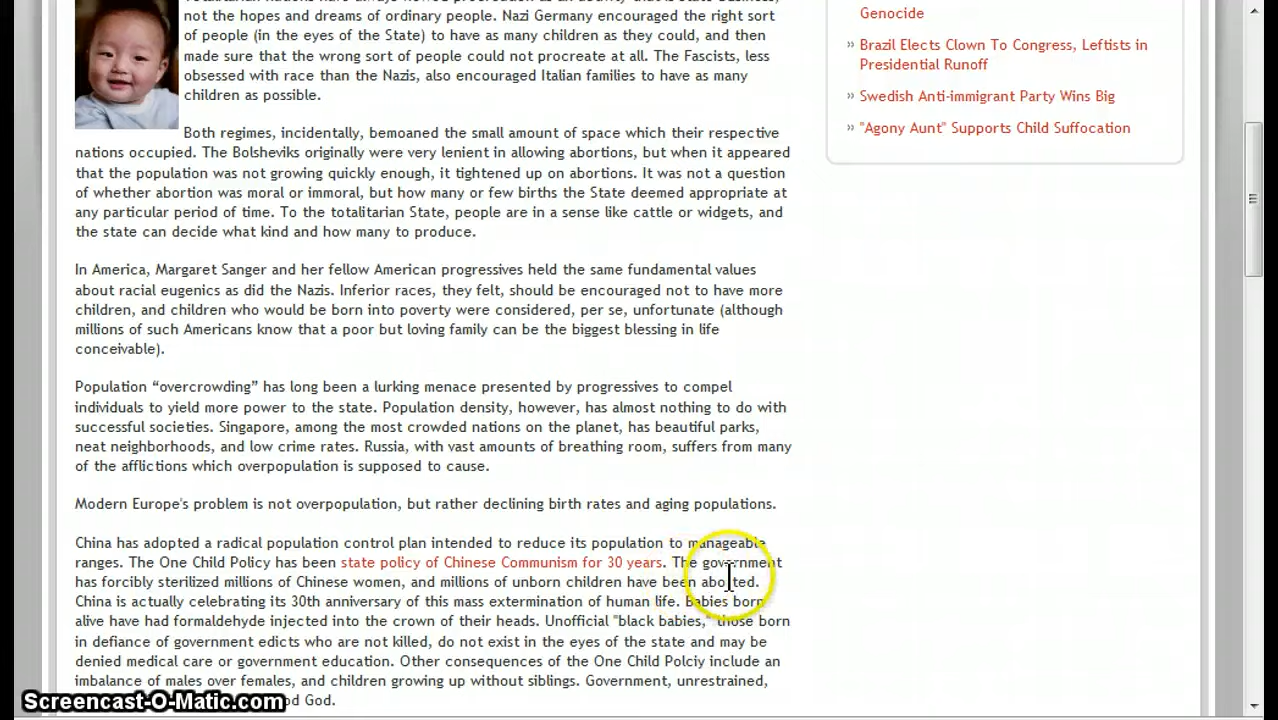 not the hopes and dreams of ordinary people. Nazi Germany encouraged the right sort
of people (in the eyes of the State) to have as many children as they could, and then
made sure that the wrong sort of people could not procreate at all. The Fascists, less
obsessed with race than the Nazis, also encouraged Italian families to have as many
children as possible.
Both regimes, incidentally, bemoaned the small amount of space which their respective
nations occupied. The Bolsheviks originally were very lenient in allowing abortions, but when it appeared
that the population was not growing quickly enough, it tightened up on abortions. It was not a question
of whether abortion was moral or immoral, but how many or few births the State deemed appropriate at
any particular period of time. To the totalitarian State, people are in a sense like cattle or widgets, and
the state can decide what kind and how many to produce.
In America, Margaret Sanger and her fellow American progressives held the same fundamental values
about racial eugenics as did the Nazis. Inferior races, they felt, should be encouraged not to have more
children, and children who would be born into poverty were considered, per se, unfortunate (although
millions of such Americans know that a poor but loving family can be the biggest blessing in life
conceivable).
Population “overcrowding” has long been a lurking menace presented by progressives to compel
individuals to yield more power to the state. Population density, however, has almost nothing to do with
successful societies. Singapore, among the most crowded nations on the planet, has beautiful parks,
neat neighborhoods, and low crime rates. Russia, with vast amounts of breathing room, suffers from many
of the afflictions which overpopulation is supposed to cause.
Modern Europe's problem is not overpopulation, but rather declining birth rates and aging populations.
China has adopted a radical population control plan intended to reduce its population to manageable
ranges. The One Child Policy has been state policy of Chinese Communism for 30 years. The government
has forcibly sterilized millions of Chinese women, and millions of unborn children have been aborted.
China is actually celebrating its 30th anniversary of this mass extermination of human life. Babies born
alive have had formaldehyde injected into the crown of their heads. Unofficial "black babies," those born
in defiance of government edicts who are not killed, do not exist in the eyes of the state and may be
denied medical care or government education. Other consequences of the One Child Polciy include an
imbalance of males over females, and children growing up without siblings. Government, unrestrained,
God.
Genocide
» Brazil Elects Clown To Congress, Leftists in
Presidential Runoff
» Swedish Anti-immigrant Party Wins Big
» "Agony Aunt" Supports Child Suffocation
Screencast-O-Matic.com